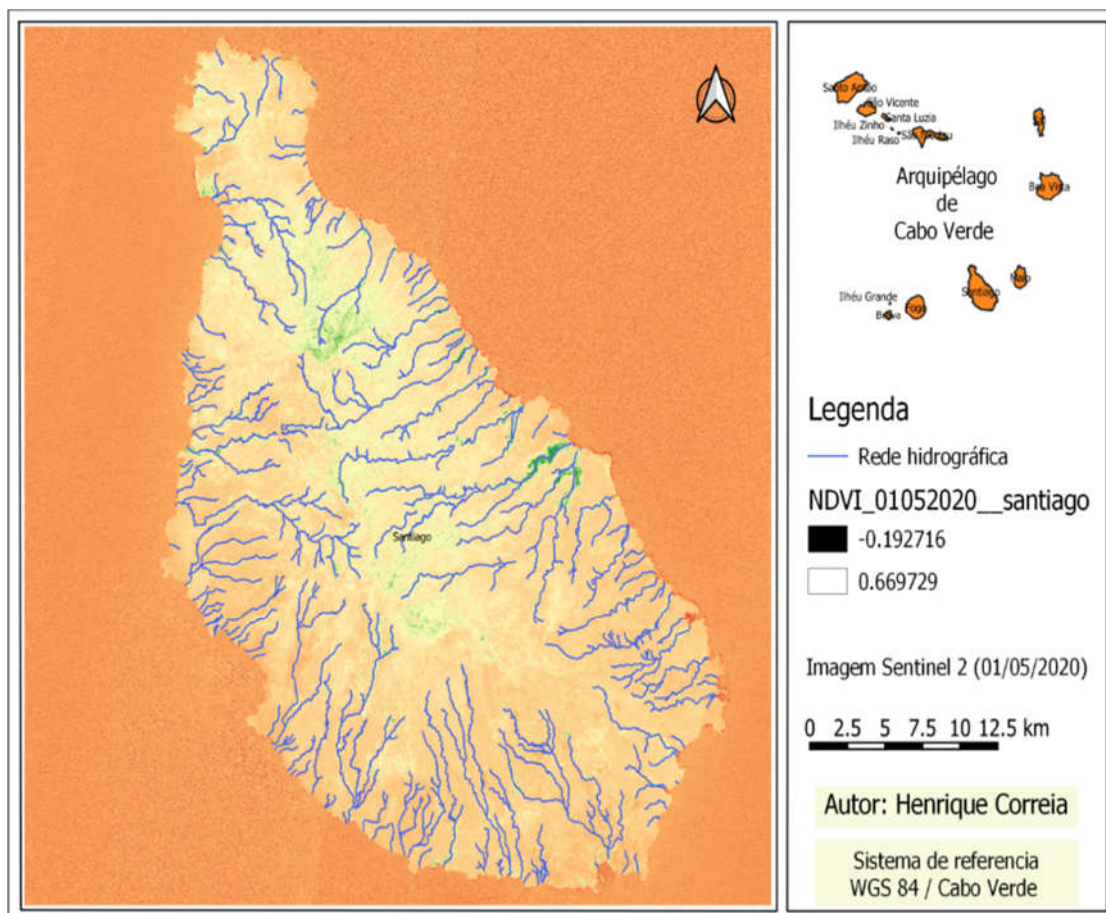 Santiago
Santo Antão
São Vicente
Santa Luzia
Ilhéu Zinho
Ilhéu Raso
Boa Vista
Arquipélago
de
Cabo Verde
Maio
Santiago
Ilhéu Grande
Fogo
Brava
Legenda
Rede hidrográfica
NDVI_01052020__santiago
-0.192716
0.669729
Imagem Sentinel 2 (01/05/2020)
0 2.5 5 7.5 10 12.5 km
Autor: Henrique Correia
Sistema de referencia
WGS 84 / Cabo Verde